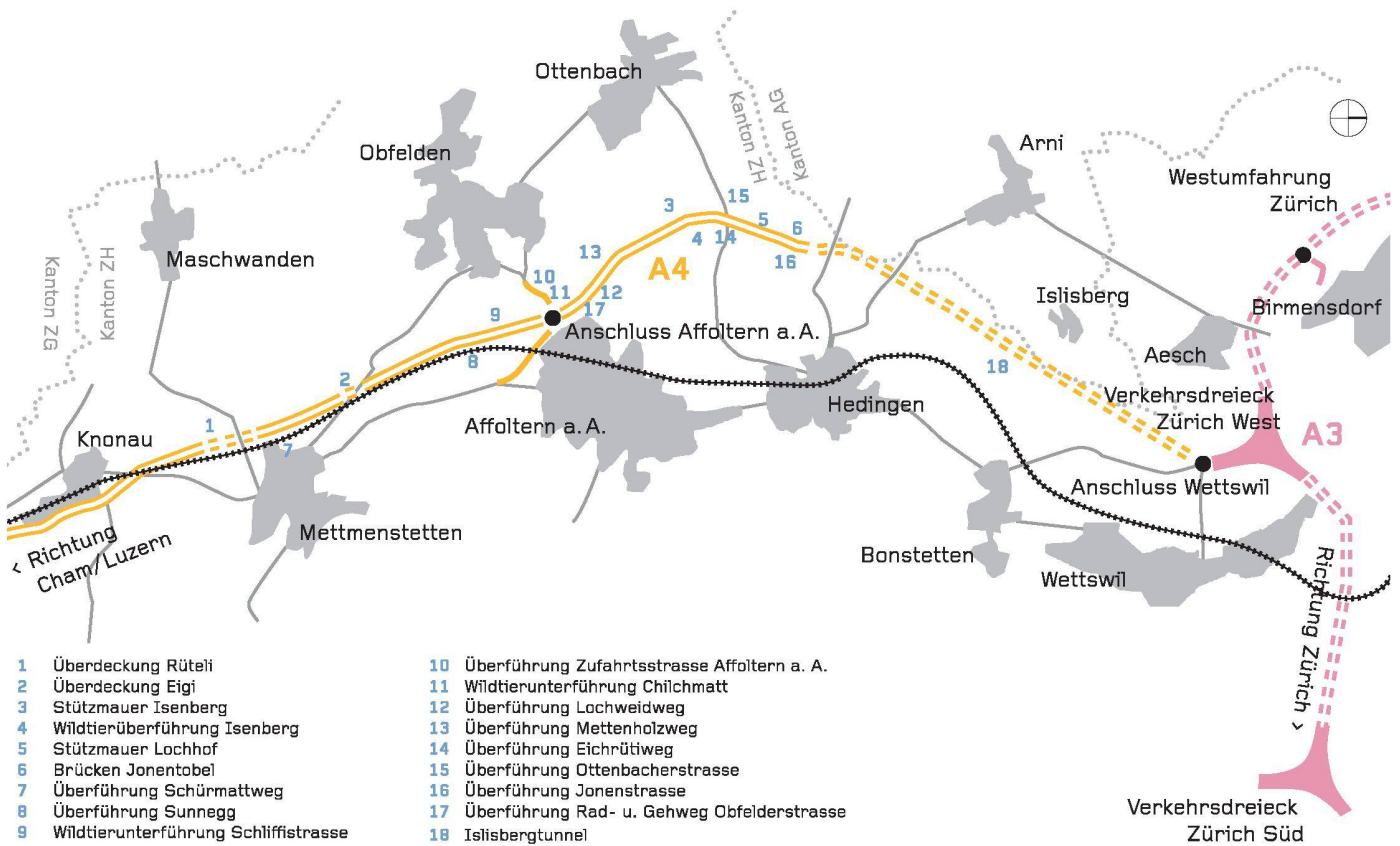 Ottenbach
Obfelden
Kanton ZH
Kanton AG
Arni
Westumfahrung
Zürich
Maschwanden
Kanton ZG
Kanton ZH
3
15
4
14
5
6
16
13
A4
10
11
12
17
9
Anschluss Affoltern a. A.
Islisberg
Birmensdorf
Aesch
8
2
18
Verkehrsdreieck
Zürich West
A3
Hedingen
Affoltern a. A.
1
Knonau
7
Mettmenstetten
Anschluss Wettswil
< Richtung
Cham/Luzern
Bonstetten
Wettswil
Richtung Zürich >
Verkehrsdreieck
Zürich Süd
1 Überdeckung Rüteli
2 Überdeckung Eigi
3 Stützmauer Isenberg
4 Wildtierüberführung Isenberg
5 Stützmauer Lochhof
6 Brücken Jonentobel
7 Überführung Schürmattweg
8 Überführung Sunnegg
9 Wildtierunterführung Schliffistrasse
10 Überführung Zufahrtsstrasse Affoltern a. A.
11 Wildtierunterführung Chilchmatt
12 Überführung Lochweidweg
13 Überführung Mettenholzweg
14 Überführung Eichrütiweg
15 Überführung Ottenbacherstrasse
16 Überführung Jonenstrasse
17 Überführung Rad- u. Gehweg Obfelderstrasse
18 Islisbergtunnel